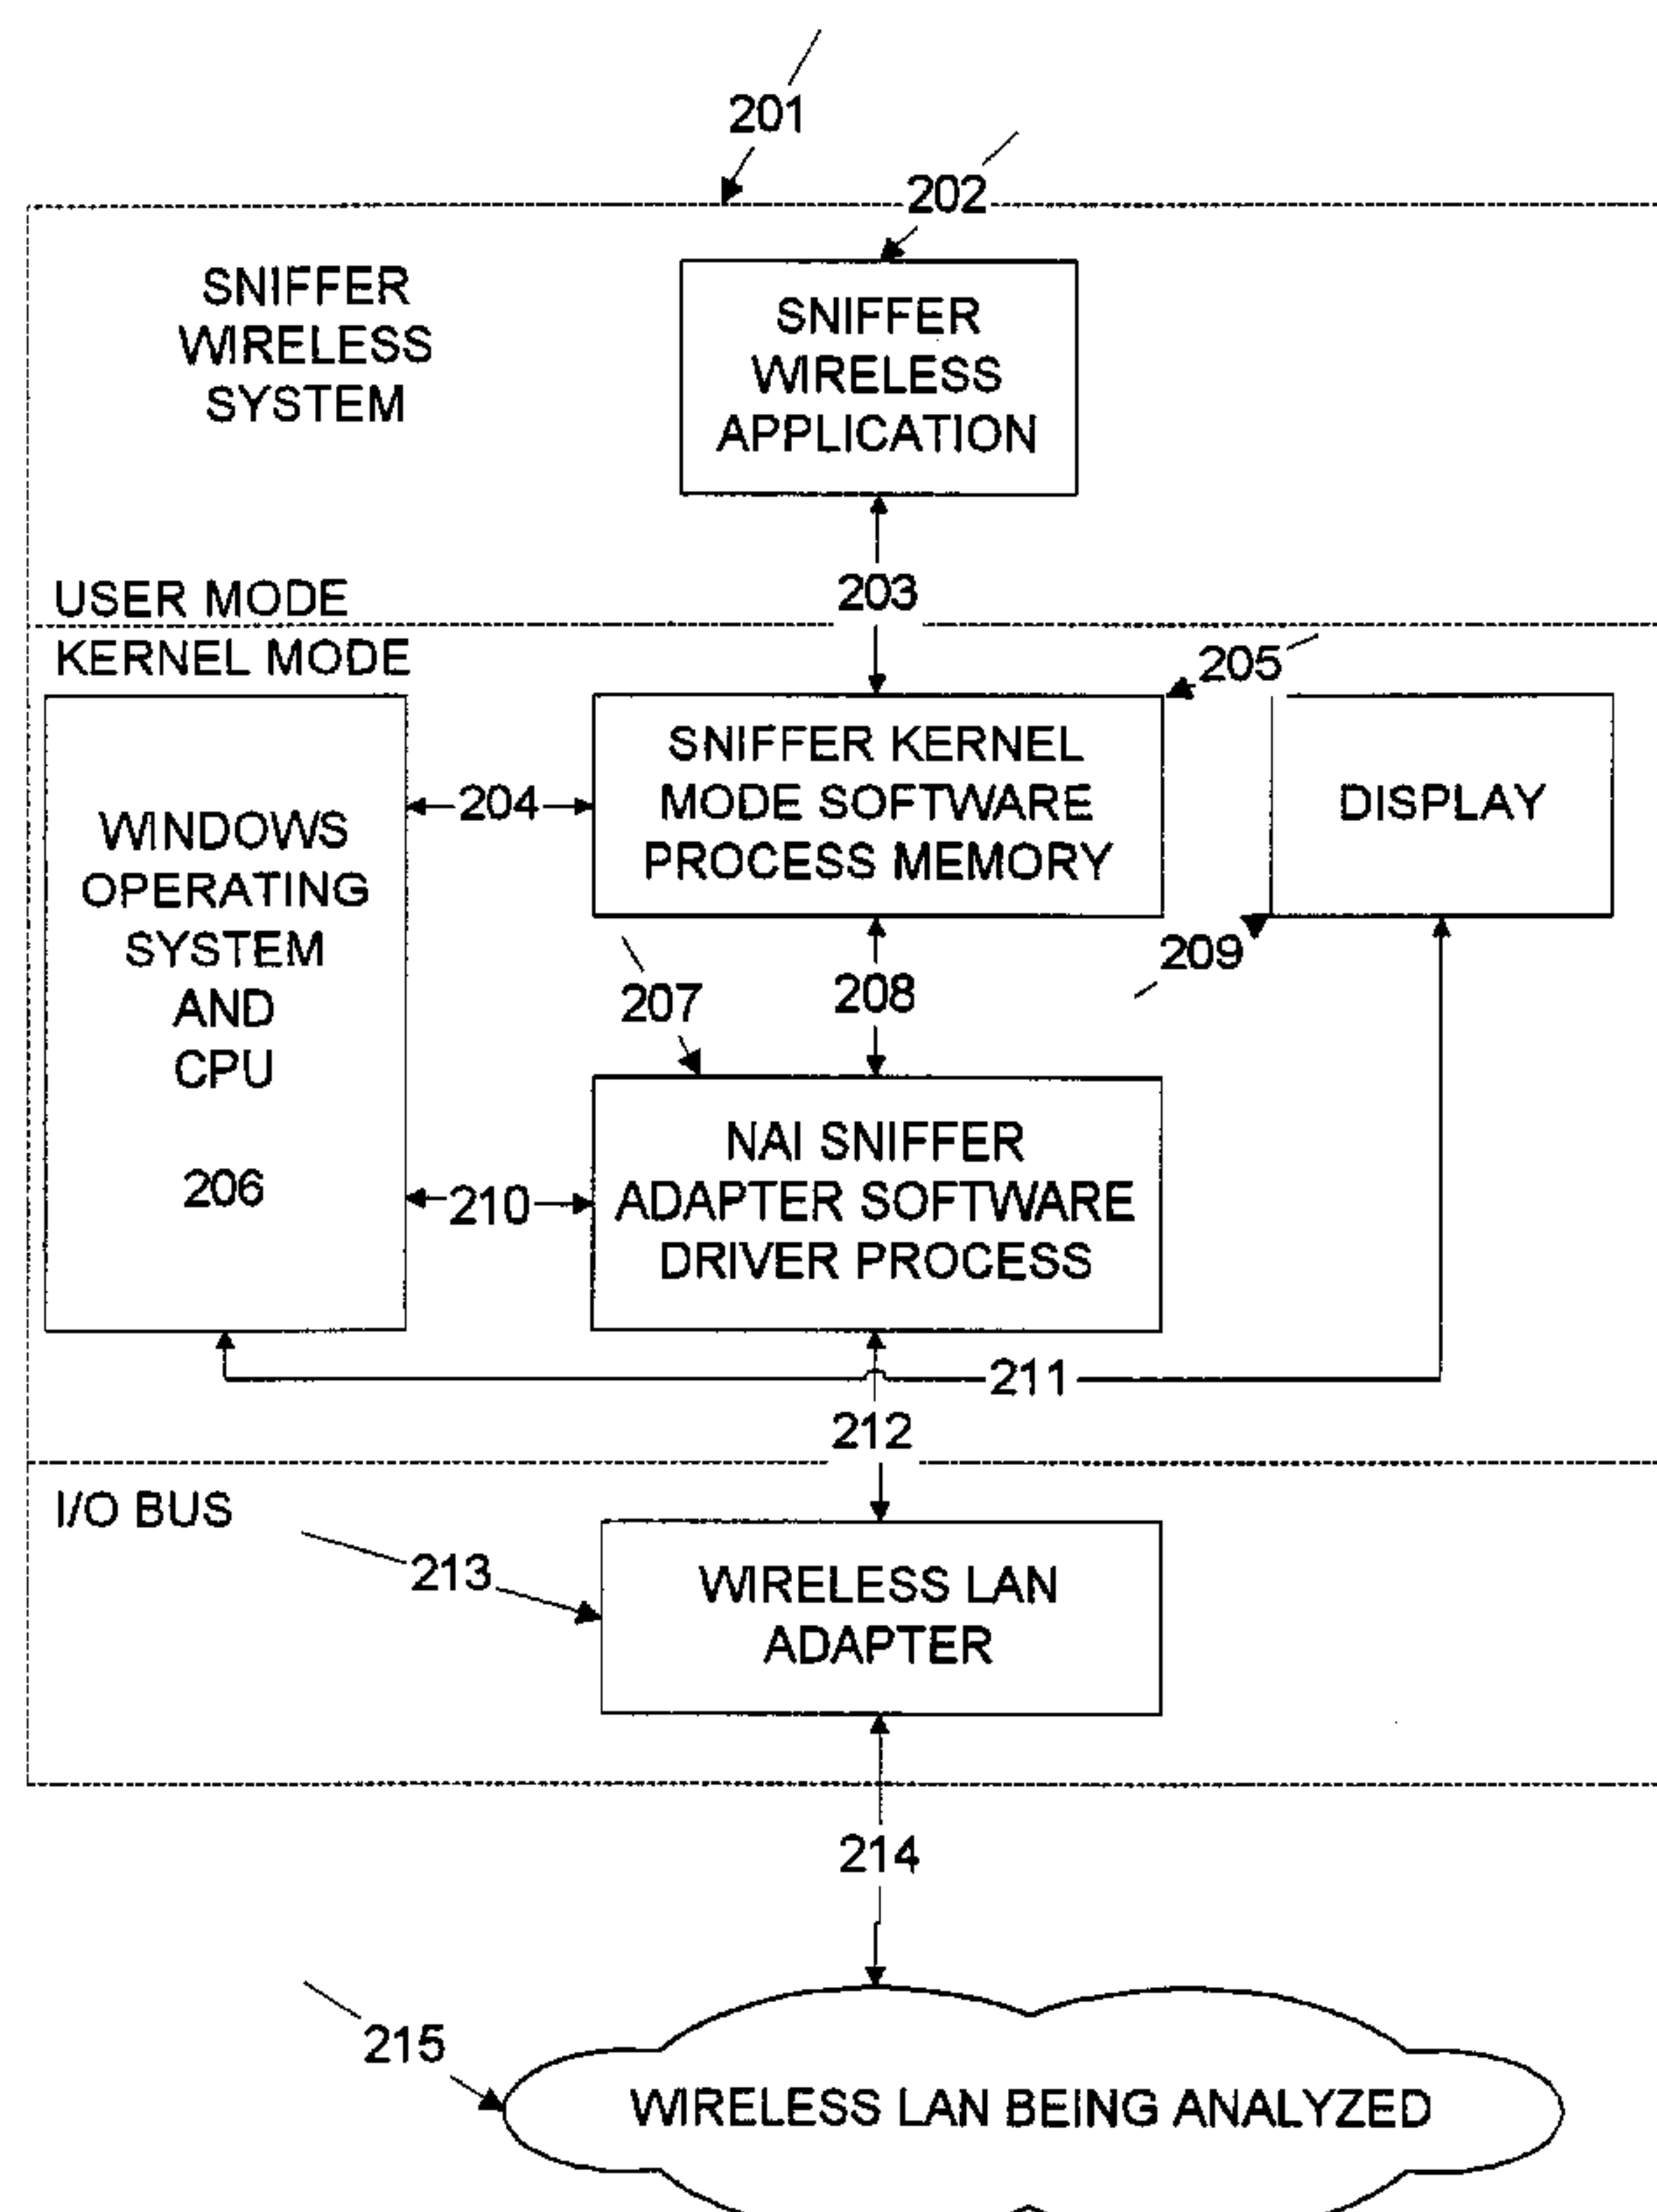 201
202
SNIFFER
WIRELESS
SYSTEM
SNIFFER
WIRELESS
APPLICATION
203
USER MODE
KERNEL MODE
205
WINDOWS
OPERATING
SYSTEM
AND
CPU
206
204
SNIFFER KERNEL
MODE SOFTWARE
PROCESS MEMORY
DISPLAY
209
207
208
210
NAI SNIFFER
ADAPTER SOFTWARE
DRIVER PROCESS
211
212
I/O BUS
213
WIRELESS LAN
ADAPTER
214
215
WIRELESS LAN BEING ANALYZED